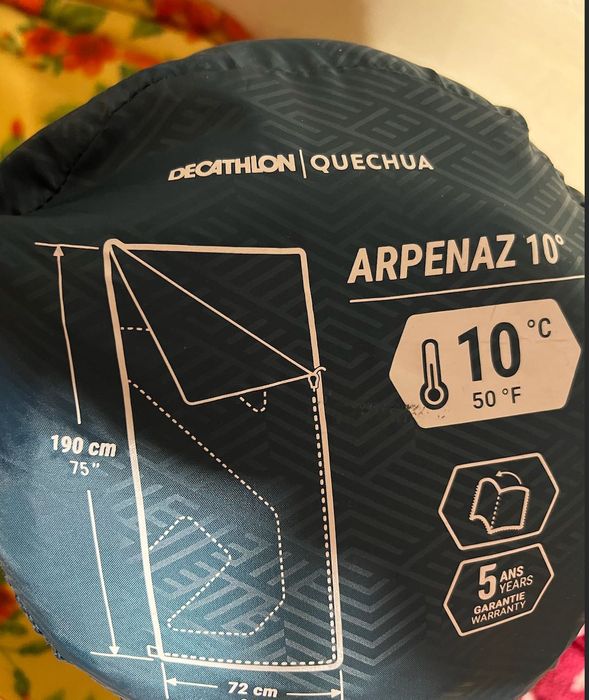 DECATHLON | QUECHUA
ARPENAZ 10°
10 °C
50 °F
190 cm
75"
5 ANS
YEARS
GARANTIE
WARRANTY
72 cm